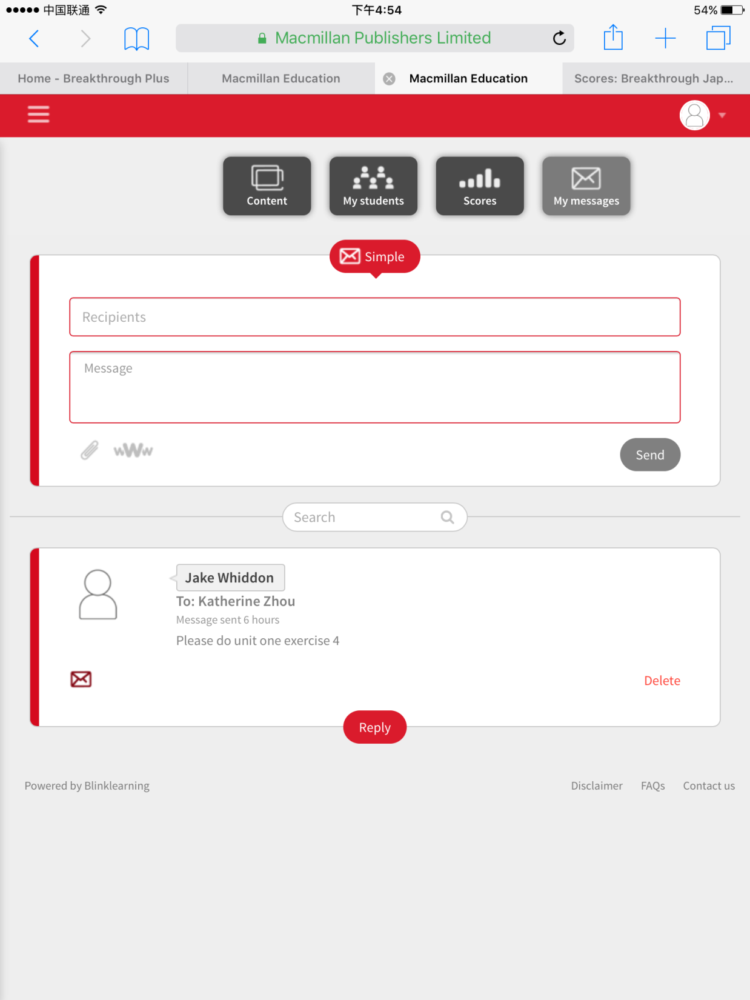 中国联通
下午4:54
54%
Macmillan Publishers Limited
Home - Breakthrough Plus
Macmillan Education
Macmillan Education
Scores: Breakthrough Jap...
Content
My students
Scores
My messages
Simple
Recipients
Message
wWw
Send
Search
Jake Whiddon
To: Katherine Zhou
Message sent 6 hours
Please do unit one exercise 4
Delete
Reply
Powered by Blinklearning
Disclaimer
FAQs
Contact us